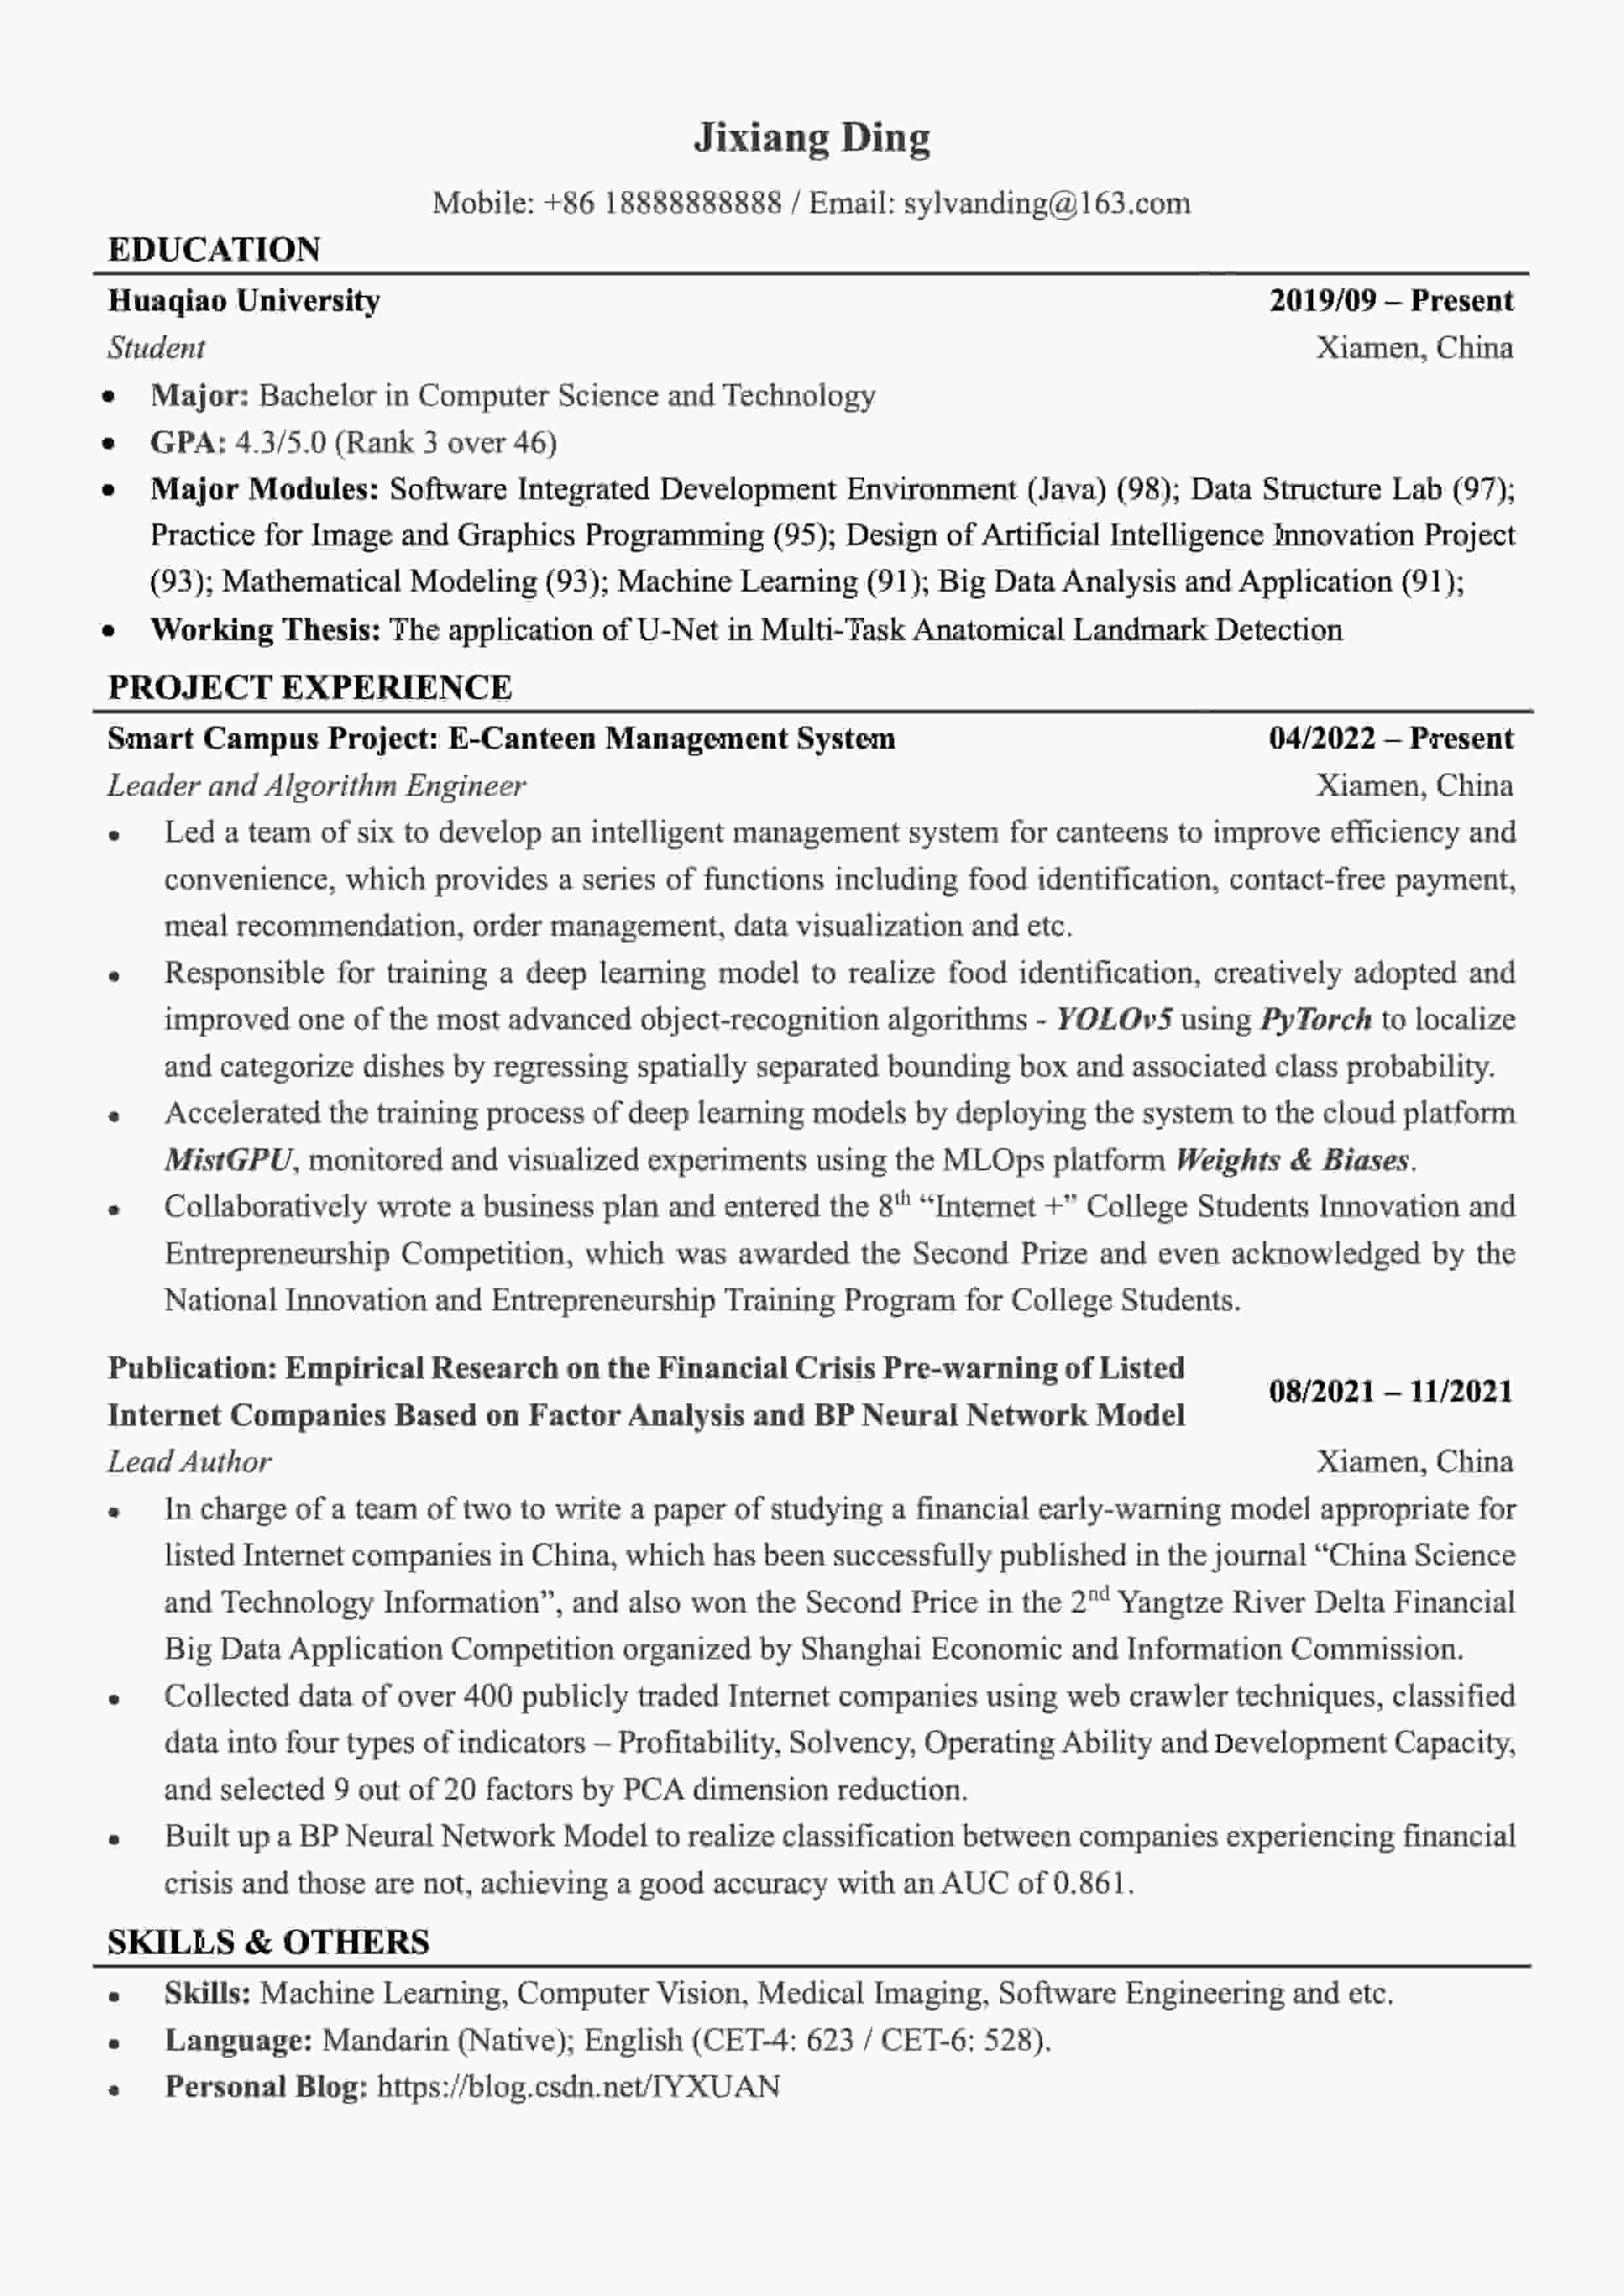 Jixiang Ding
Mobile: +86 18888888888 / Email: sylvanding@163.com
EDUCATION
Huaqiao University 2019/09 – Present
Student Xiamen, China
• Major: Bachelor in Computer Science and Technology
• GPA: 4.3/5.0 (Rank 3 over 46)
• Major Modules: Software Integrated Development Environment (Java) (98); Data Structure Lab (97);
Practice for Image and Graphics Programming (95); Design of Artificial Intelligence Innovation Project
(93); Mathematical Modeling (93); Machine Learning (91); Big Data Analysis and Application (91);
• Working Thesis: The application of U-Net in Multi-Task Anatomical Landmark Detection
PROJECT EXPERIENCE
Smart Campus Project: E-Canteen Management System 04/2022 – Present
Leader and Algorithm Engineer Xiamen, China
• Led a team of six to develop an intelligent management system for canteens to improve efficiency and
convenience, which provides a series of functions including food identification, contact-free payment,
meal recommendation, order management, data visualization and etc.
• Responsible for training a deep learning model to realize food identification, creatively adopted and
improved one of the most advanced object-recognition algorithms - YOLOv5 using PyTorch to localize
and categorize dishes by regressing spatially separated bounding box and associated class probability.
• Accelerated the training process of deep learning models by deploying the system to the cloud platform
MistGPU, monitored and visualized experiments using the MLOps platform Weights & Biases.
• Collaboratively wrote a business plan and entered the 8th “Internet +” College Students Innovation and
Entrepreneurship Competition, which was awarded the Second Prize and even acknowledged by the
National Innovation and Entrepreneurship Training Program for College Students.
Publication: Empirical Research on the Financial Crisis Pre-warning of Listed
Internet Companies Based on Factor Analysis and BP Neural Network Model 08/2021 – 11/2021
Lead Author Xiamen, China
• In charge of a team of two to write a paper of studying a financial early-warning model appropriate for
listed Internet companies in China, which has been successfully published in the journal “China Science
and Technology Information”, and also won the Second Price in the 2nd Yangtze River Delta Financial
Big Data Application Competition organized by Shanghai Economic and Information Commission.
• Collected data of over 400 publicly traded Internet companies using web crawler techniques, classified
data into four types of indicators – Profitability, Solvency, Operating Ability and Development Capacity,
and selected 9 out of 20 factors by PCA dimension reduction.
• Built up a BP Neural Network Model to realize classification between companies experiencing financial
crisis and those are not, achieving a good accuracy with an AUC of 0.861.
SKILLS & OTHERS
• Skills: Machine Learning, Computer Vision, Medical Imaging, Software Engineering and etc.
• Language: Mandarin (Native); English (CET-4: 623 / CET-6: 528).
• Personal Blog: https://blog.csdn.net/IYXUAN